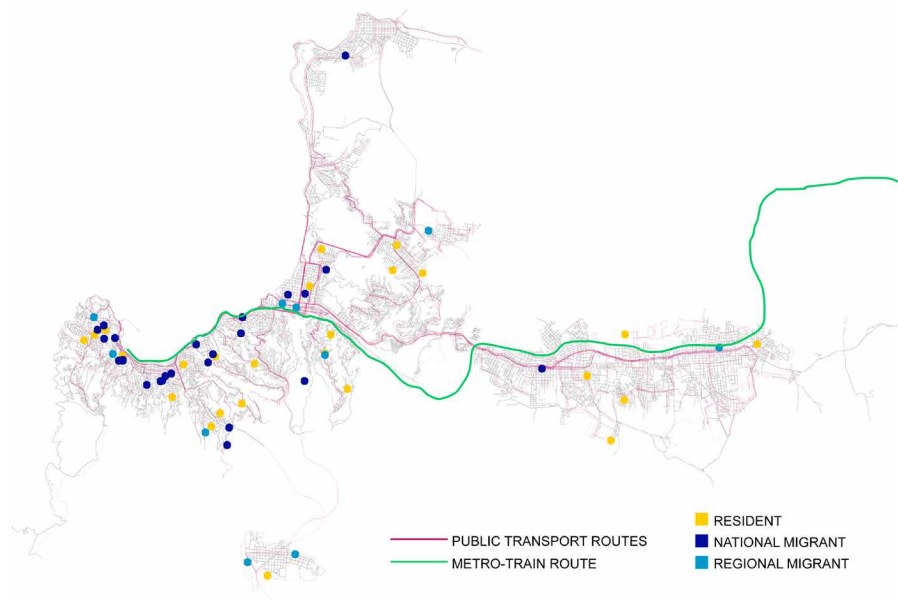 RESIDENT
PUBLIC TRANSPORT ROUTES
NATIONAL MIGRANT
METRO-TRAIN ROUTE
REGIONAL MIGRANT